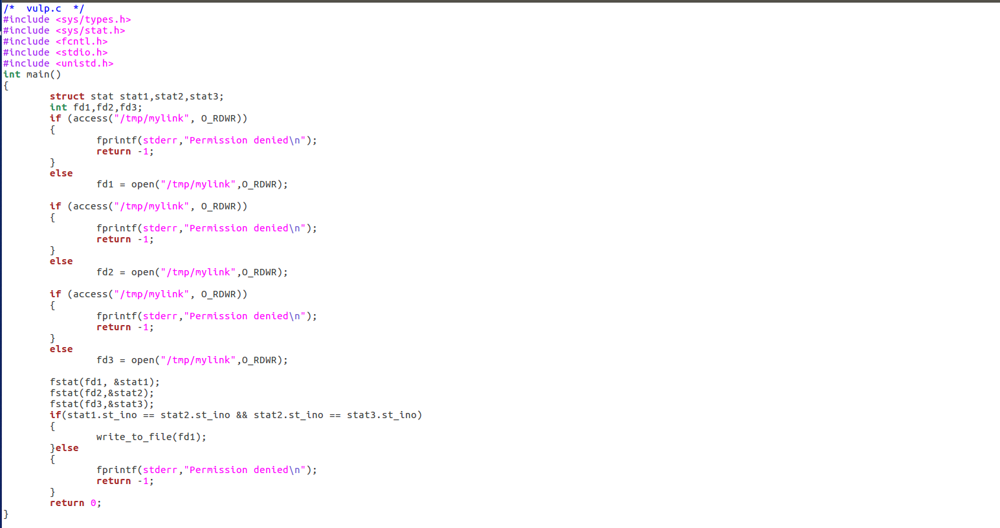 /*  vulp.c  */
#include <sys/types.h>
#include <sys/stat.h>
#include <fcntl.h>
#include <stdio.h>
#include <unistd.h>
int main()
{
        struct stat stat1,stat2,stat3;
        int fd1,fd2,fd3;
        if (access("/tmp/mylink", O_RDWR))
        {
                fprintf(stderr,"Permission denied\n");
                return -1;
        }
        else
                fd1 = open("/tmp/mylink",O_RDWR);

        if (access("/tmp/mylink", O_RDWR))
        {
                fprintf(stderr,"Permission denied\n");
                return -1;
        }
        else
                fd2 = open("/tmp/mylink",O_RDWR);

        if (access("/tmp/mylink", O_RDWR))
        {
                fprintf(stderr,"Permission denied\n");
                return -1;
        }
        else
                fd3 = open("/tmp/mylink",O_RDWR);

        fstat(fd1, &stat1);
        fstat(fd2,&stat2);
        fstat(fd3,&stat3);
        if(stat1.st_ino == stat2.st_ino && stat2.st_ino == stat3.st_ino)
        {
                write_to_file(fd1);
        }else
        {
                fprintf(stderr,"Permission denied\n");
                return -1;
        }
        return 0;
}